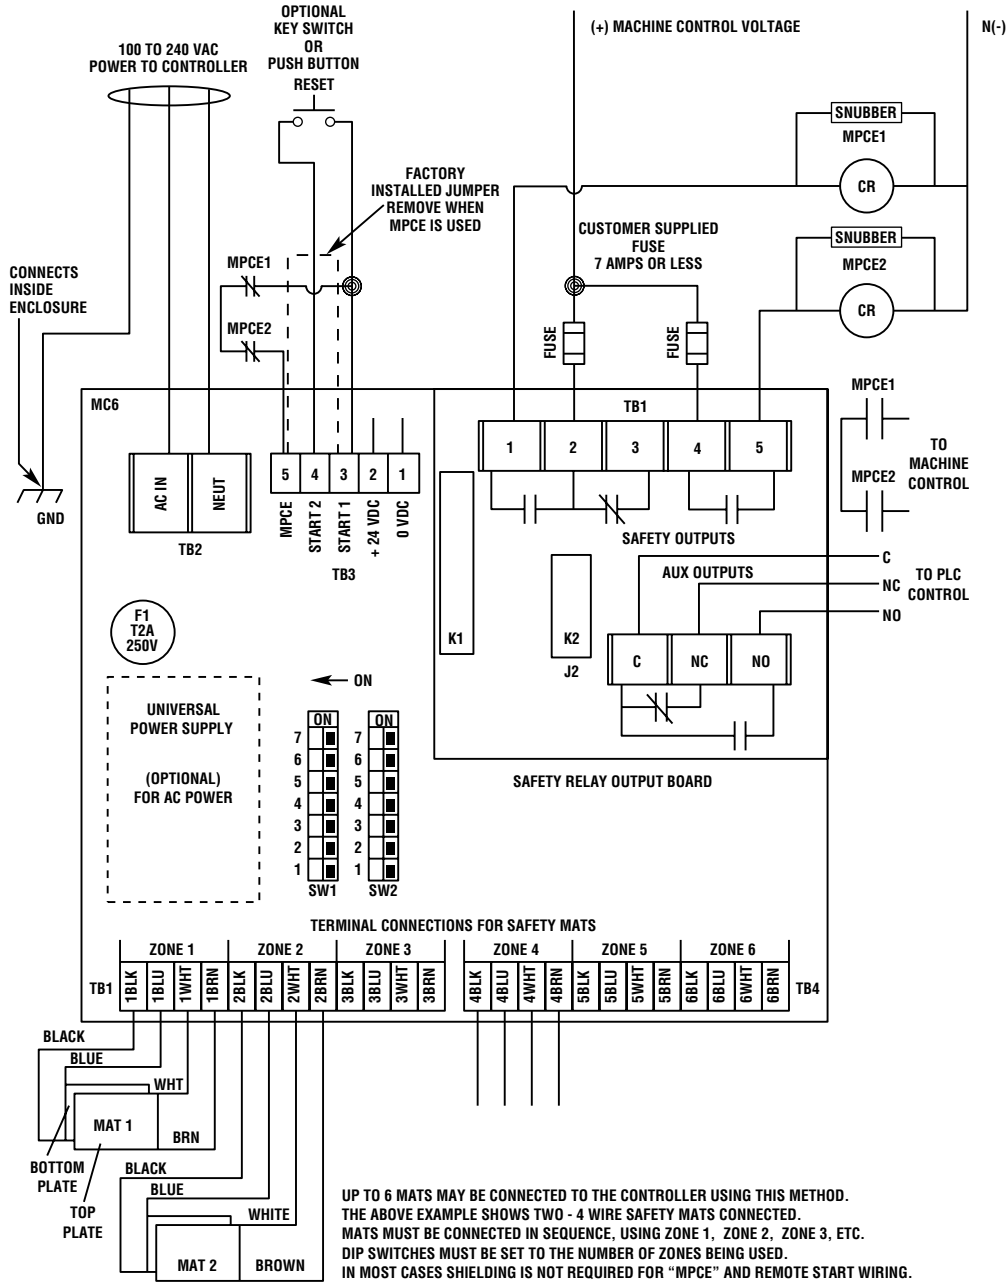 OPTIONAL
KEY SWITCH
OR
PUSH BUTTON
RESET
100 TO 240 VAC
POWER TO CONTROLLER
(+) MACHINE CONTROL VOLTAGE
N(-)
SNUBBER
MPCE1
CR
SNUBBER
MPCE2
CR
FACTORY
INSTALLED JUMPER
REMOVE WHEN
MPCE IS USED
CUSTOMER SUPPLIED
FUSE
7 AMPS OR LESS
CONNECTS
INSIDE
ENCLOSURE
MPCE1
MPCE2
FUSE
FUSE
GND
MC6
AC IN
NEUT
TB2
5
4
3
2
1
MPCE
START 2
START 1
+ 24 VDC
0 VDC
TB3
TB1
1
2
3
4
5
SAFETY OUTPUTS
MPCE1
MPCE2
TO
MACHINE
CONTROL
AUX OUTPUTS
C
NC
NO
TO PLC
CONTROL
K1
K2
J2
C
NC
NO
SAFETY RELAY OUTPUT BOARD
F1
T2A
250V
UNIVERSAL
POWER SUPPLY
(OPTIONAL)
FOR AC POWER
ON
ON
7
6
5
4
3
2
1
SW1
ON
7
6
5
4
3
2
1
SW2
TERMINAL CONNECTIONS FOR SAFETY MATS
ZONE 1
ZONE 2
ZONE 3
ZONE 4
ZONE 5
ZONE 6
TB1
1BLK
1BLU
1WHT
1BRN
2BLK
2BLU
2WHT
2BRN
3BLK
3BLU
3WHT
3BRN
4BLK
4BLU
4WHT
4BRN
5BLK
5BLU
5WHT
5BRN
6BLK
6BLU
6WHT
6BRN
TB4
BLACK
BLUE
WHT
MAT 1
BRN
BOTTOM
PLATE
TOP
PLATE
BLACK
BLUE
WHITE
MAT 2
BROWN
UP TO 6 MATS MAY BE CONNECTED TO THE CONTROLLER USING THIS METHOD.
THE ABOVE EXAMPLE SHOWS TWO - 4 WIRE SAFETY MATS CONNECTED.
MATS MUST BE CONNECTED IN SEQUENCE, USING ZONE 1, ZONE 2, ZONE 3, ETC.
DIP SWITCHES MUST BE SET TO THE NUMBER OF ZONES BEING USED.
IN MOST CASES SHIELDING IS NOT REQUIRED FOR “MPCE” AND REMOTE START WIRING.